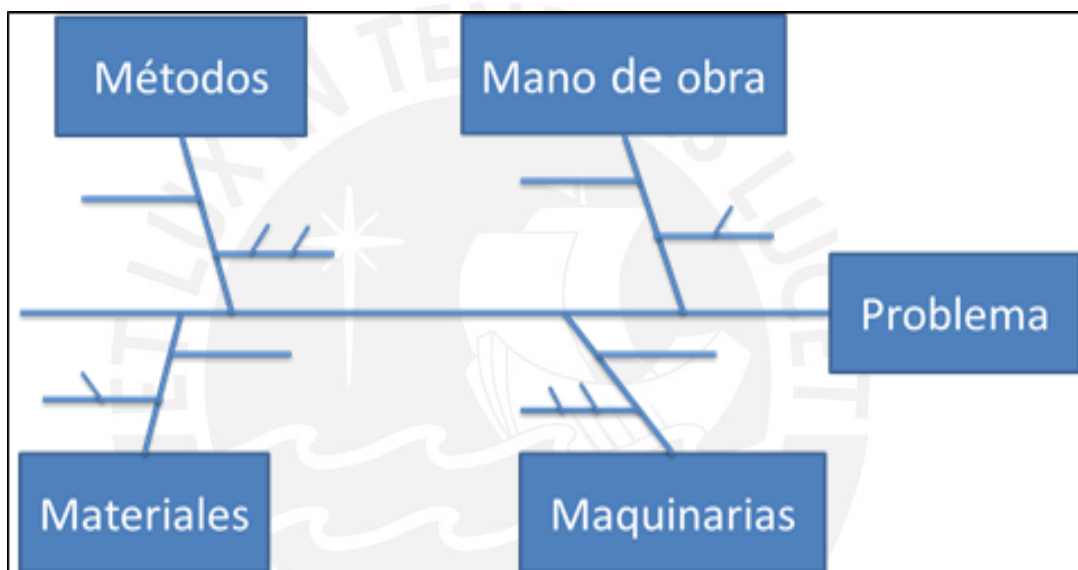 Métodos
Mano de obra
Problema
Materiales
Maquinarias